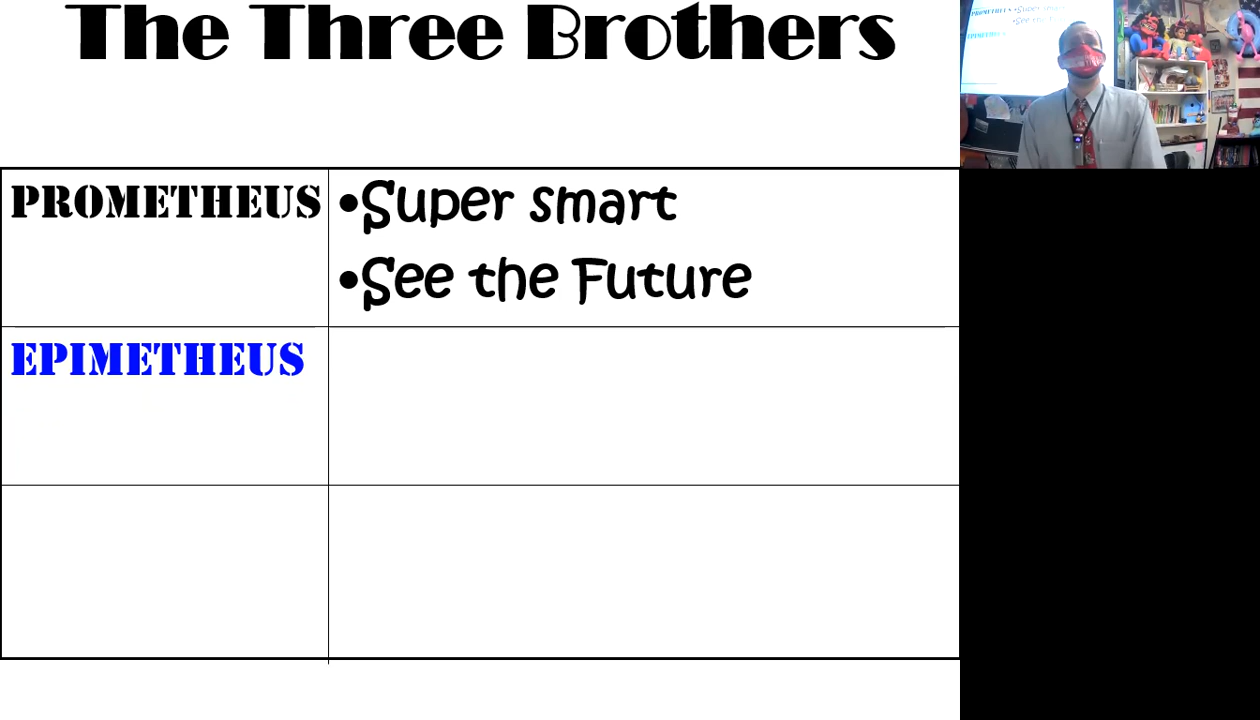 The Three Brothers
PROMETHEUS
•Super smart
•See the Future
EPIMETHEUS